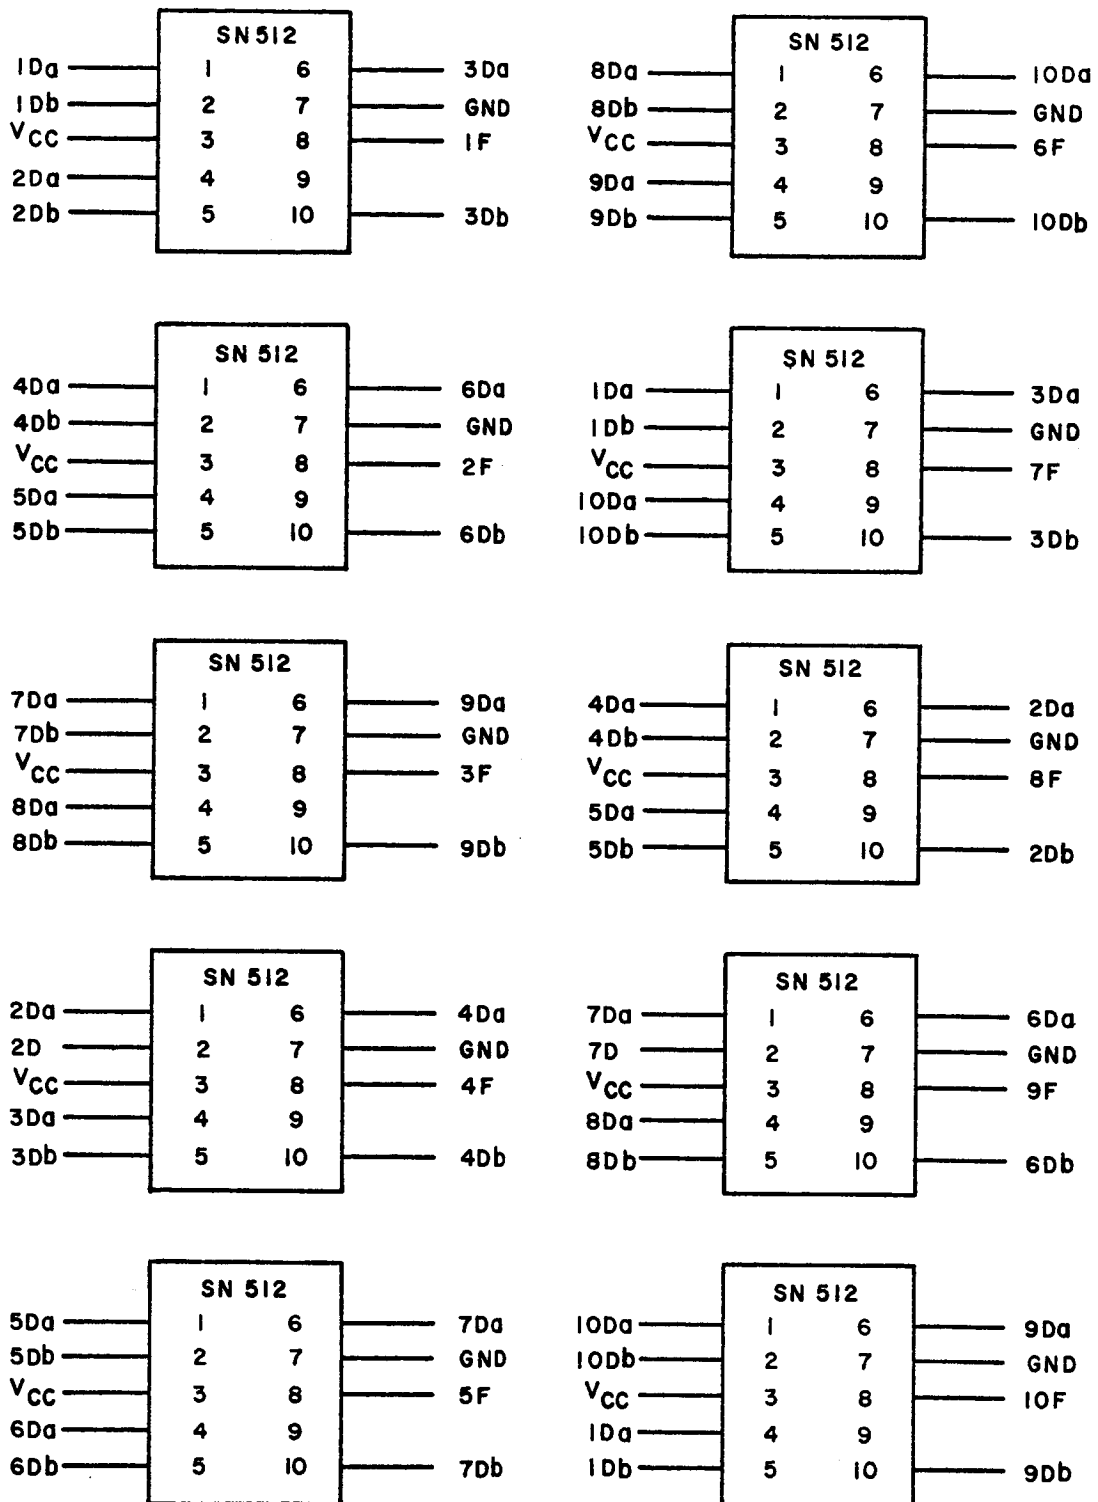 SN 512
1Da 1 6 3Da
1Db 2 7 GND
VCC 3 8 1F
2Da 4 9
2Db 5 10 3Db
SN 512
8Da 1 6 10Da
8Db 2 7 GND
VCC 3 8 6F
9Da 4 9
9Db 5 10 10Db
SN 512
4Da 1 6 6Da
4Db 2 7 GND
VCC 3 8 2F
5Da 4 9
5Db 5 10 6Db
SN 512
1Da 1 6 3Da
1Db 2 7 GND
VCC 3 8 7F
10Da 4 9
10Db 5 10 3Db
SN 512
7Da 1 6 9Da
7Db 2 7 GND
VCC 3 8 3F
8Da 4 9
8Db 5 10 9Db
SN 512
4Da 1 6 2Da
4Db 2 7 GND
VCC 3 8 8F
5Da 4 9
5Db 5 10 2Db
SN 512
2Da 1 6 4Da
2D 2 7 GND
VCC 3 8 4F
3Da 4 9
3Db 5 10 4Db
SN 512
7Da 1 6 6Da
7D 2 7 GND
VCC 3 8 9F
8Da 4 9
8Db 5 10 6Db
SN 512
5Da 1 6 7Da
5Db 2 7 GND
VCC 3 8 5F
6Da 4 9
6Db 5 10 7Db
SN 512
10Da 1 6 9Da
10Db 2 7 GND
VCC 3 8 10F
1Da 4 9
1Db 5 10 9Db